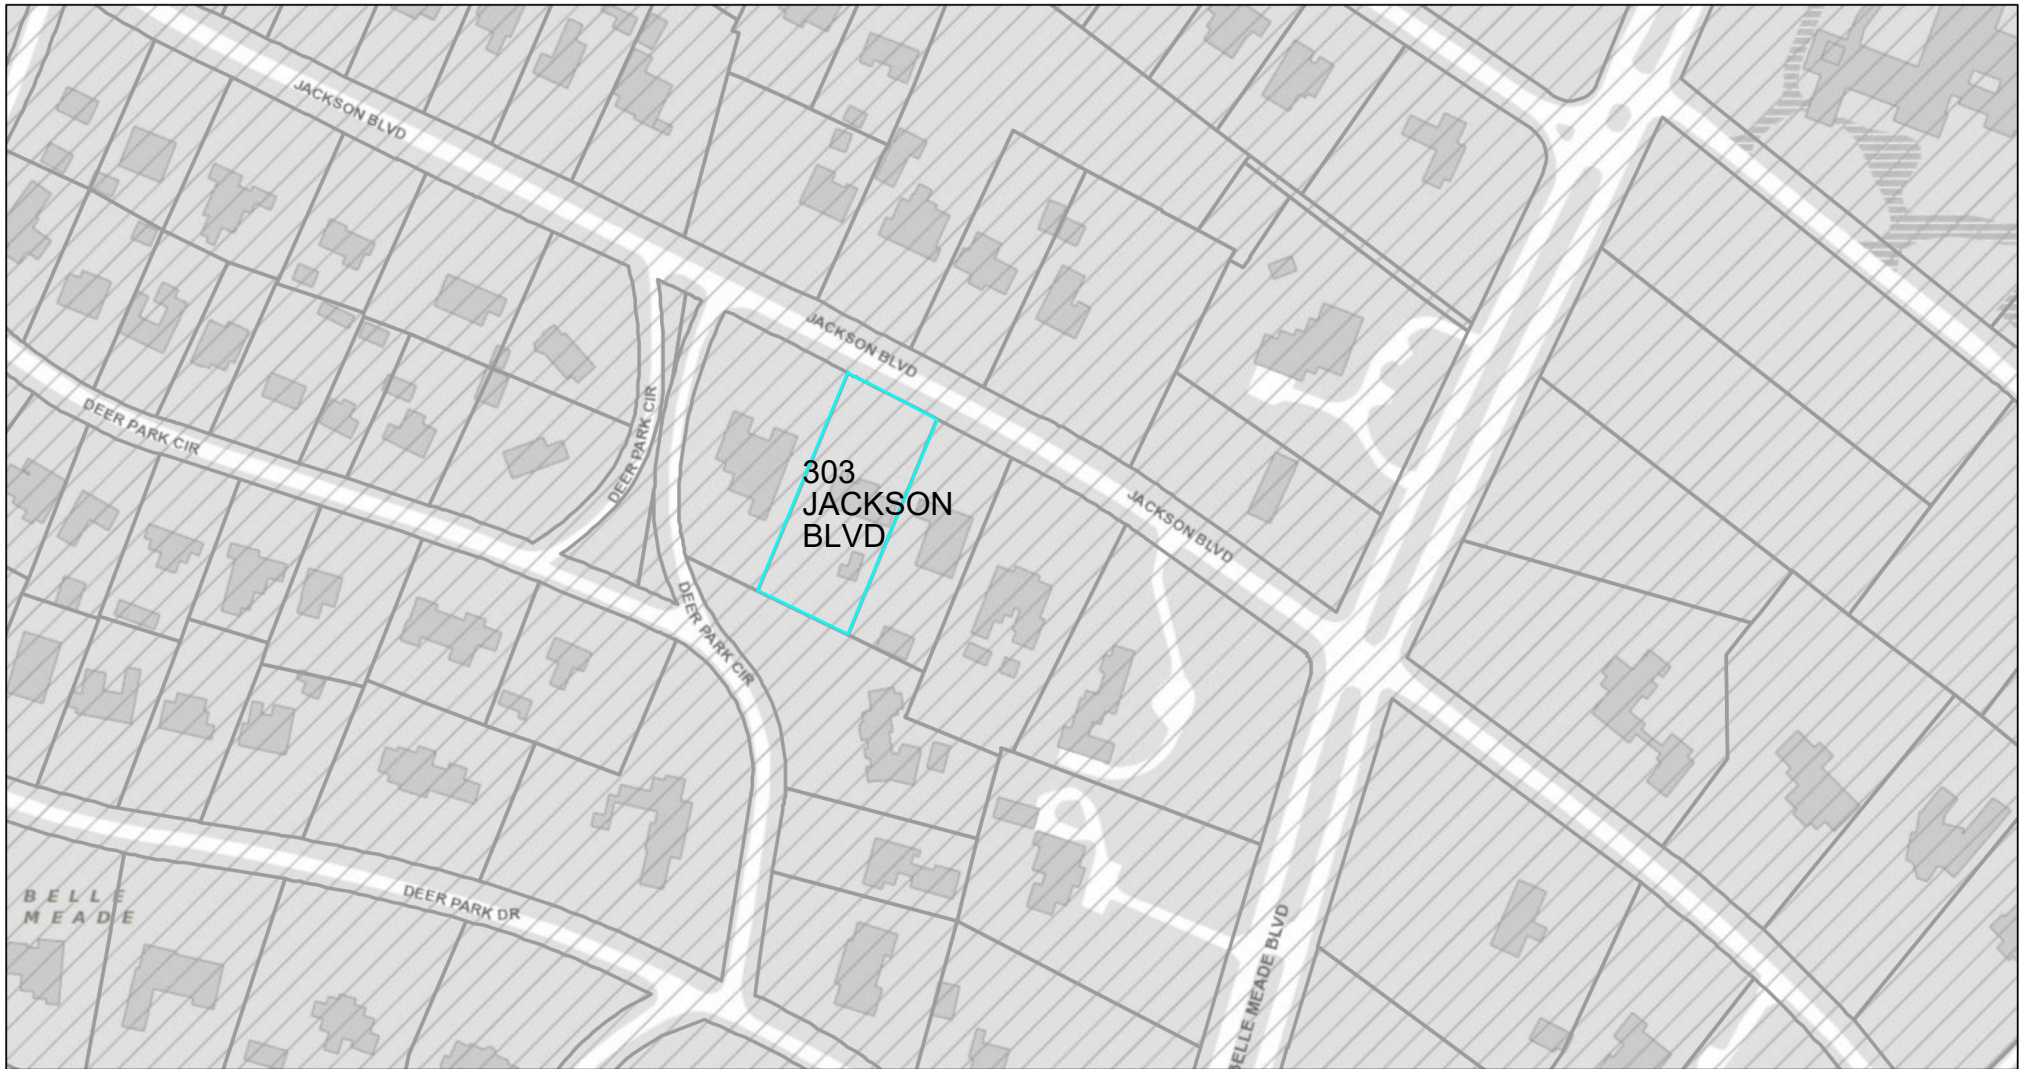 JACKSON BLVD
JACKSON BLVD
DEER PARK CIR
DEER PARK CIR
303
JACKSON
BLVD
JACKSON BLVD
DEER PARK CIR
BELLE
MEADE
DEER PARK DR
BELLE MEADE BLVD